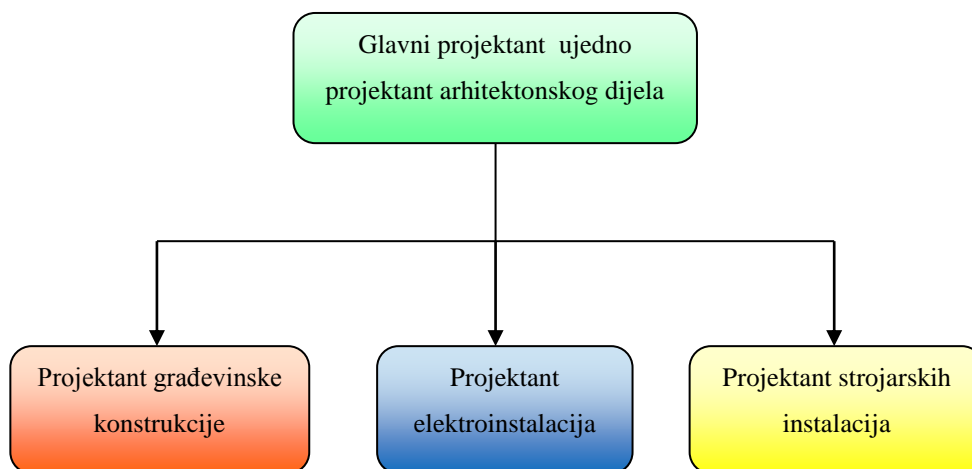 Glavni projektant  ujedno
projektant arhitektonskog dijela
Projektant građevinske
konstrukcije
Projektant
elektroinstalacija
Projektant strojarskih
instalacija